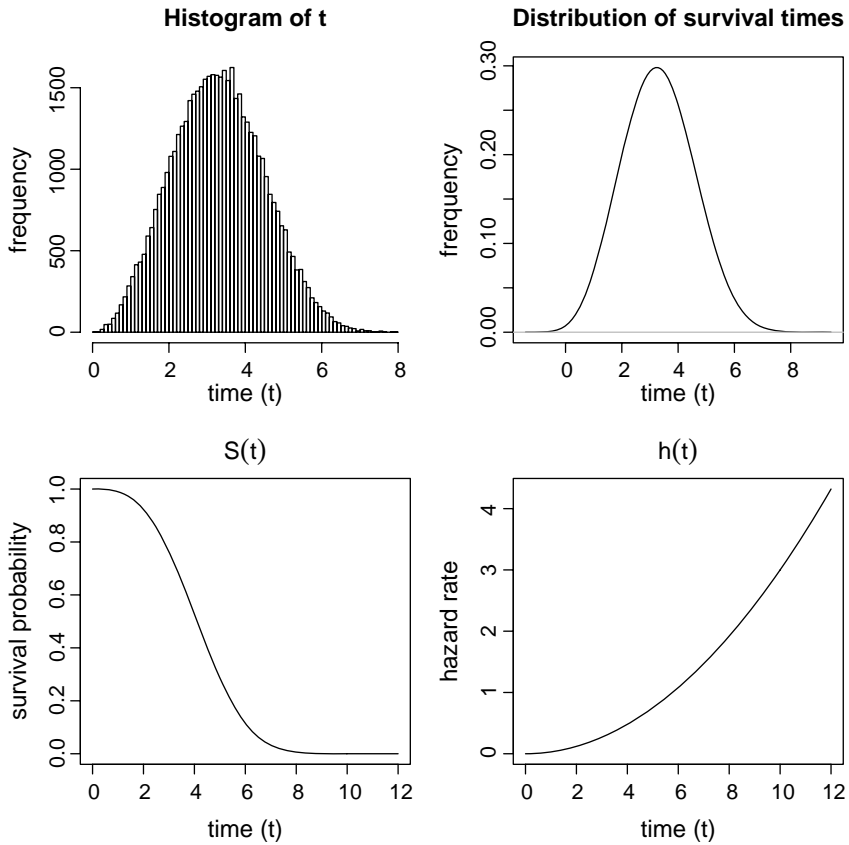 Histogram of t
frequency
0 500 1000 1500
0 2 4 6 8
time (t)
Distribution of survival times
frerquency
0.00 0.10 0.20 0.30
0 2 4 6 8
time (t)
S(t)
survival probability
0.0 0.2 0.4 0.6 0.8 1.0
0 2 4 6 8 10 12
time (t)
h(t)
hazard rate
0 1 2 3 4
0 2 4 6 8 10 12
time (t)